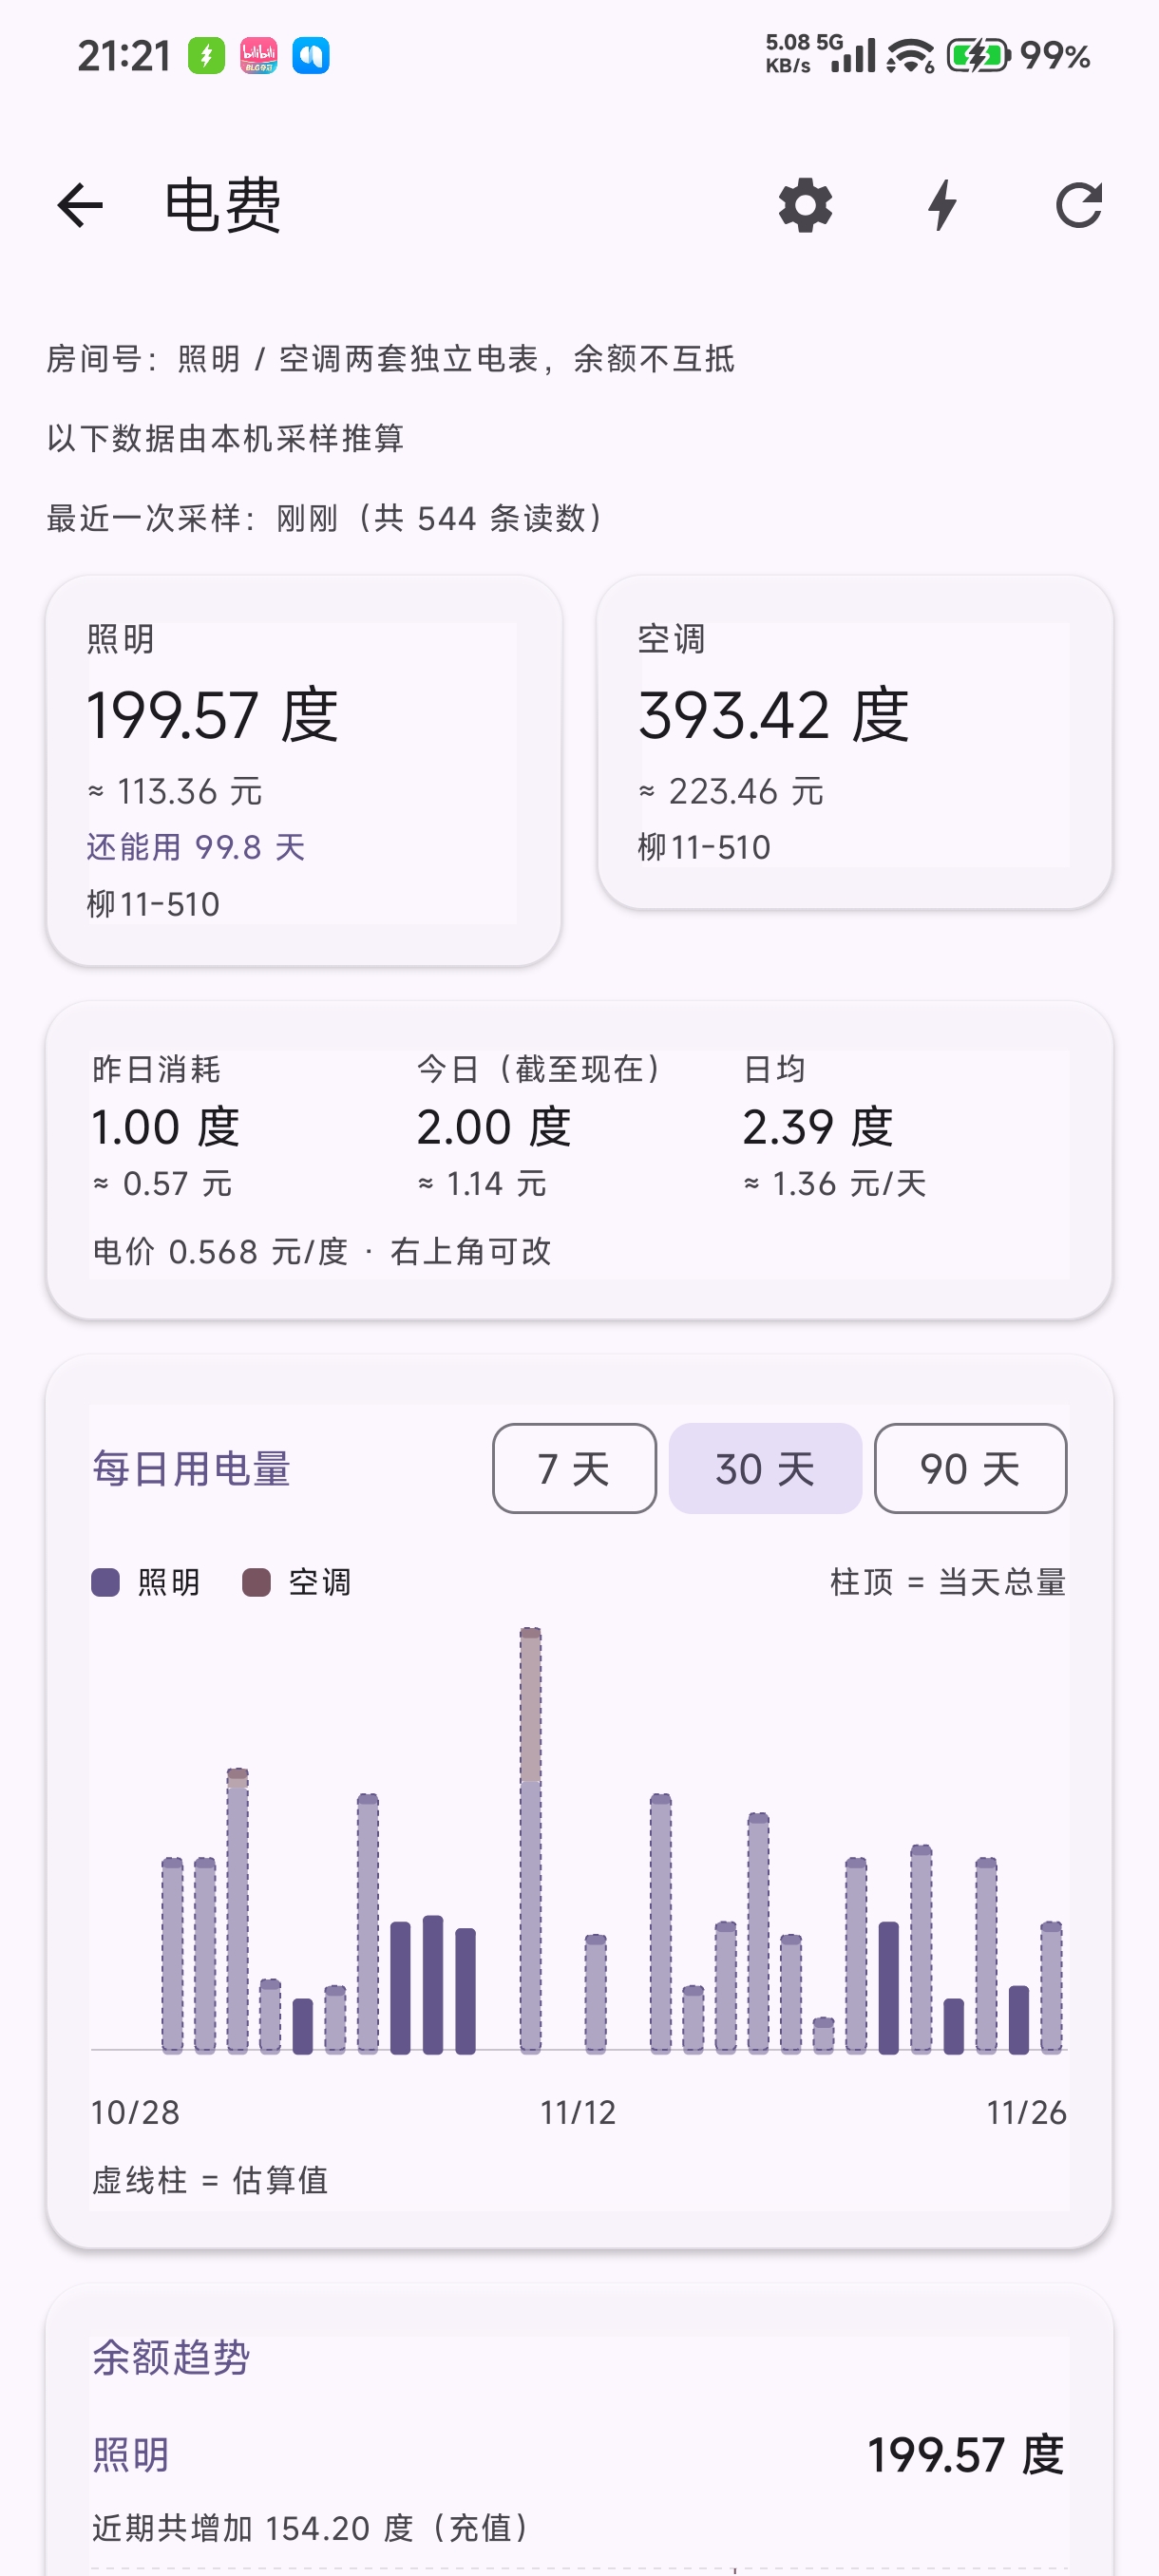 21:21
5.08 5G
KB/s
6
99%
电费
房间号：照明 / 空调两套独立电表，余额不互抵
以下数据由本机采样推算
最近一次采样：刚刚（共 544 条读数）
照明
199.57 度
≈ 113.36 元
还能用 99.8 天
柳11-510
空调
393.42 度
≈ 223.46 元
柳11-510
昨日消耗
1.00 度
≈ 0.57 元
今日（截至现在）
2.00 度
≈ 1.14 元
日均
2.39 度
≈ 1.36 元/天
电价 0.568 元/度 · 右上角可改
每日用电量
7 天
30 天
90 天
照明
空调
柱顶 = 当天总量
10/28
11/12
11/26
虚线柱 = 估算值
余额趋势
照明
199.57 度
近期共增加 154.20 度（充值）